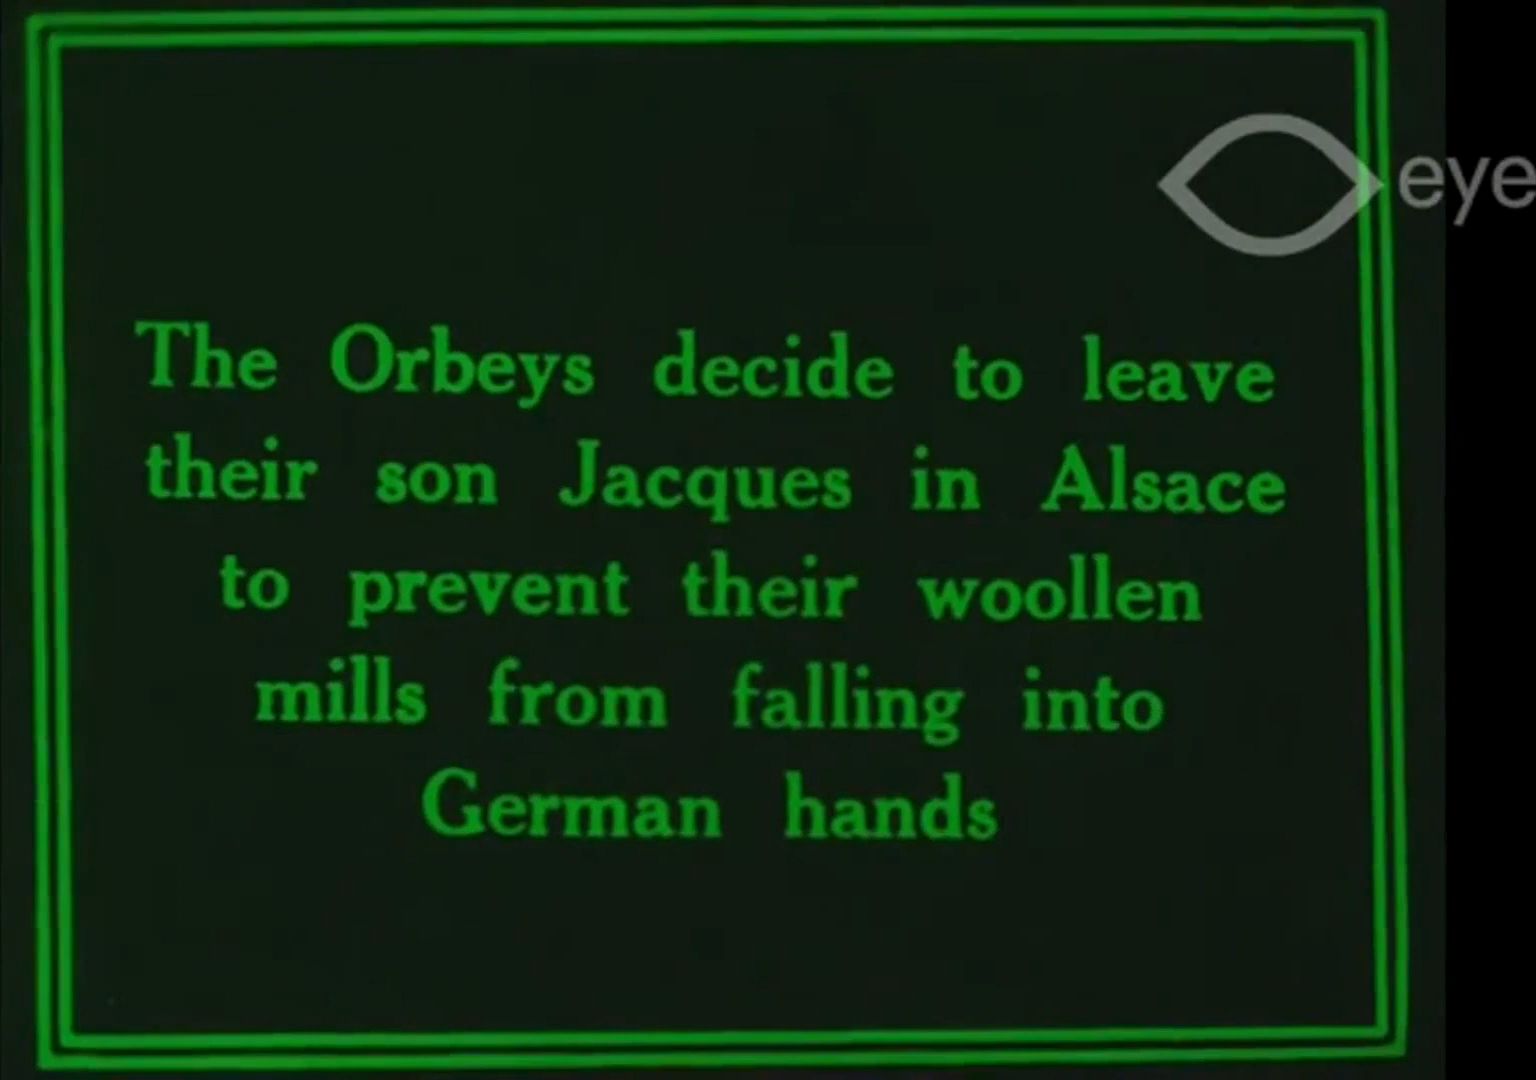 eye
The Orbeys decide to leave
their son Jacques in Alsace
to prevent their woollen
mills from falling into
German hands